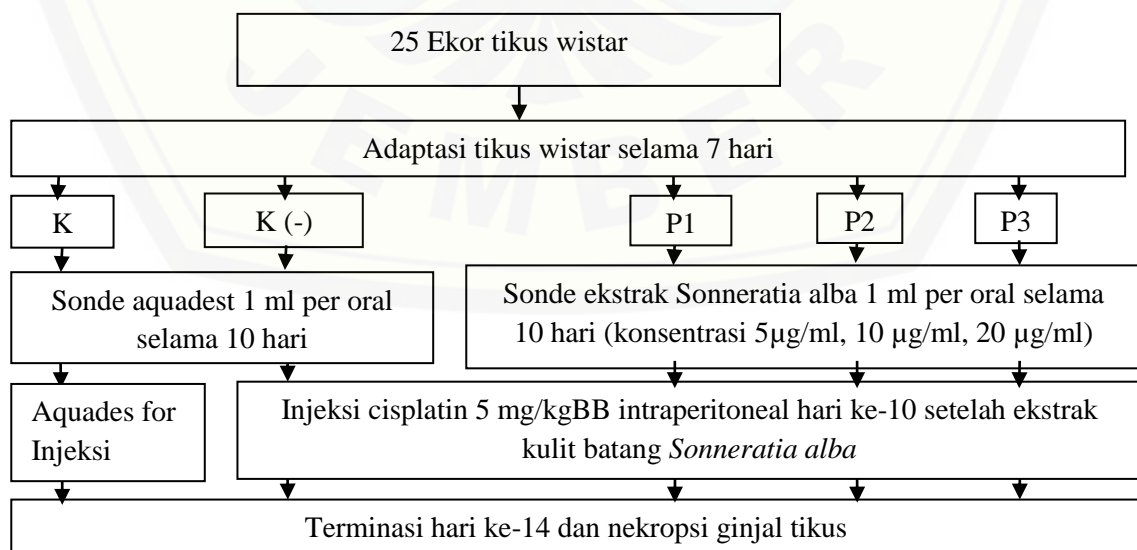 25 Ekor tikus wistar
Adaptasi tikus wistar selama 7 hari
K
K (-)
P1
P2
P3
Sonde aquadest 1 ml per oral
selama 10 hari
Sonde ekstrak Sonneratia alba 1 ml per oral selama
10 hari (konsentrasi 5µg/ml, 10 µg/ml, 20 µg/ml)
Aquades for
Injeksi
Injeksi cisplatin 5 mg/kgBB intraperitoneal hari ke-10 setelah ekstrak
kulit batang Sonneratia alba
Terminasi hari ke-14 dan nekropsi ginjal tikus
JEMBER